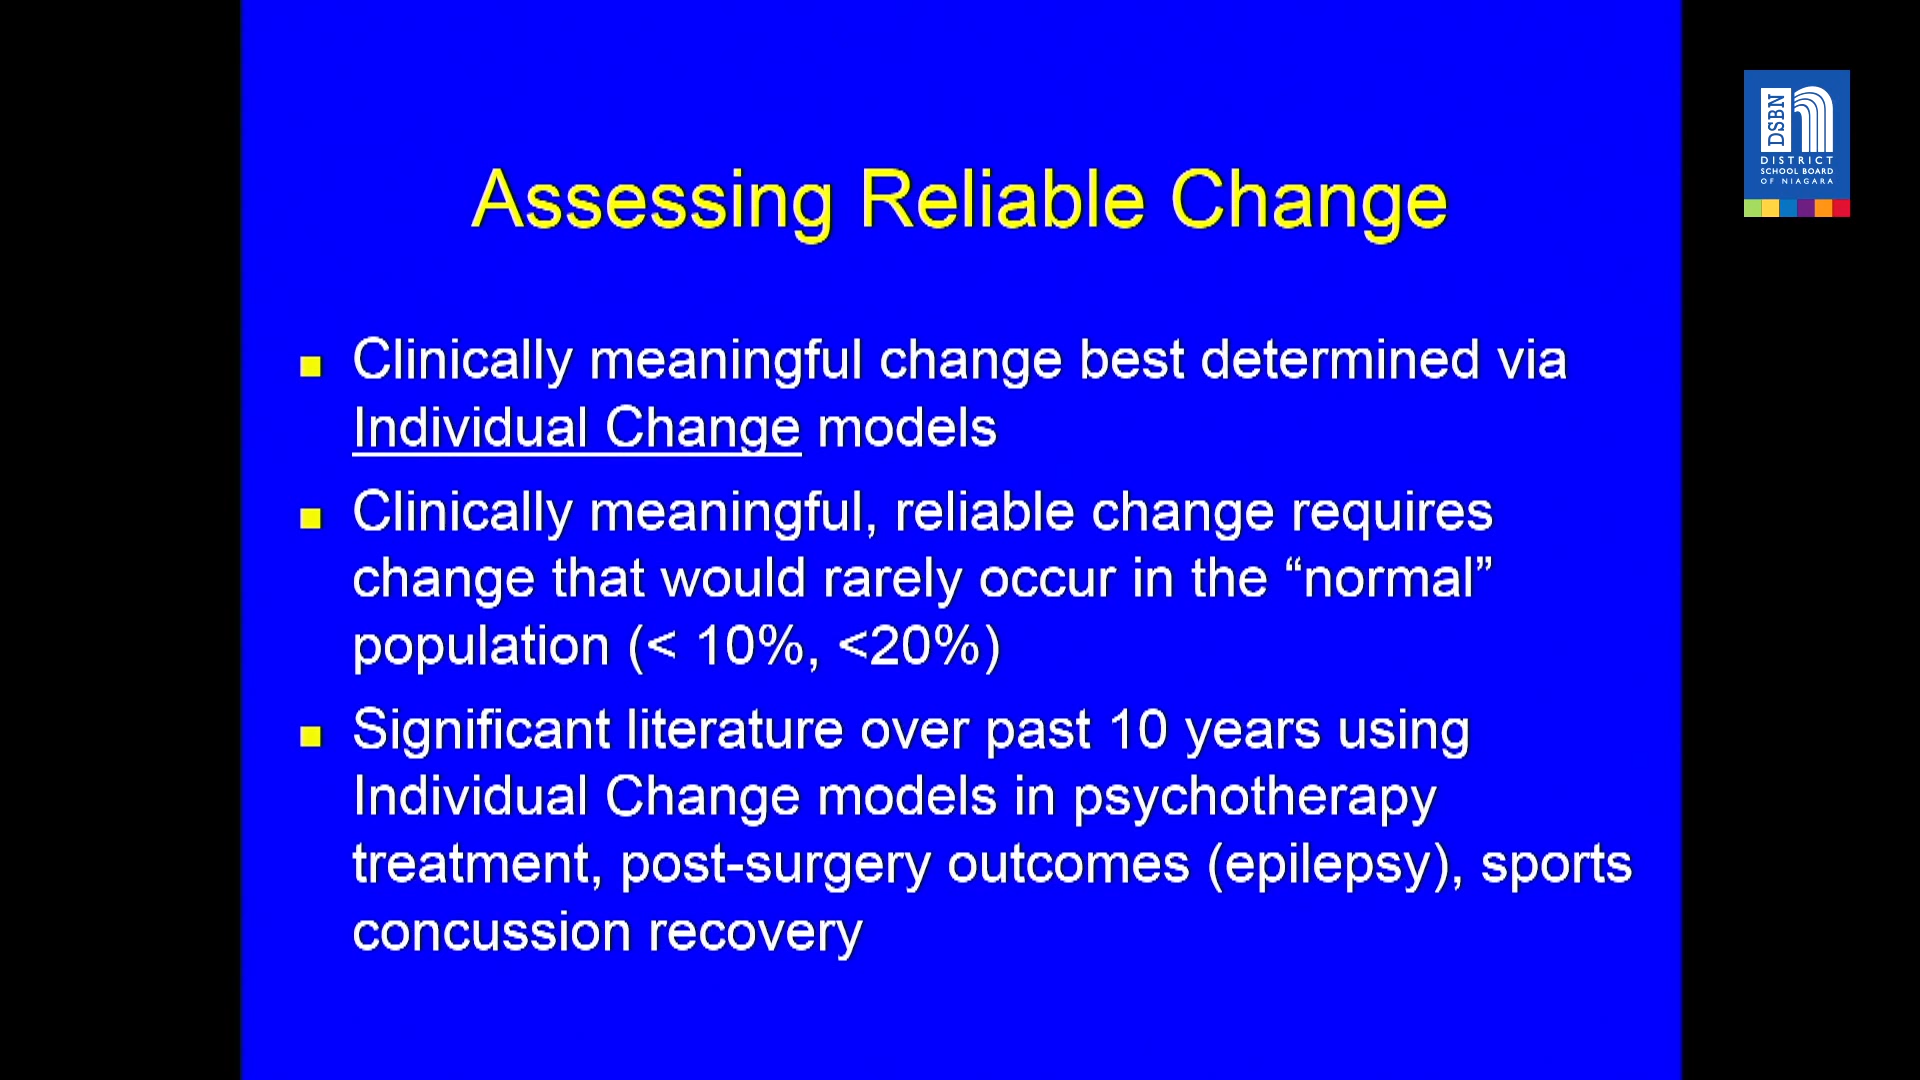 Assessing Reliable Change
Clinically meaningful change best determined via
Individual Change models
Clinically meaningful, reliable change requires
change that would rarely occur in the “normal”
population (< 10%, <20%)
Significant literature over past 10 years using
Individual Change models in psychotherapy
treatment, post-surgery outcomes (epilepsy), sports
concussion recovery
DSBN
DISTRICT
SCHOOL BOARD
OF NIAGARA